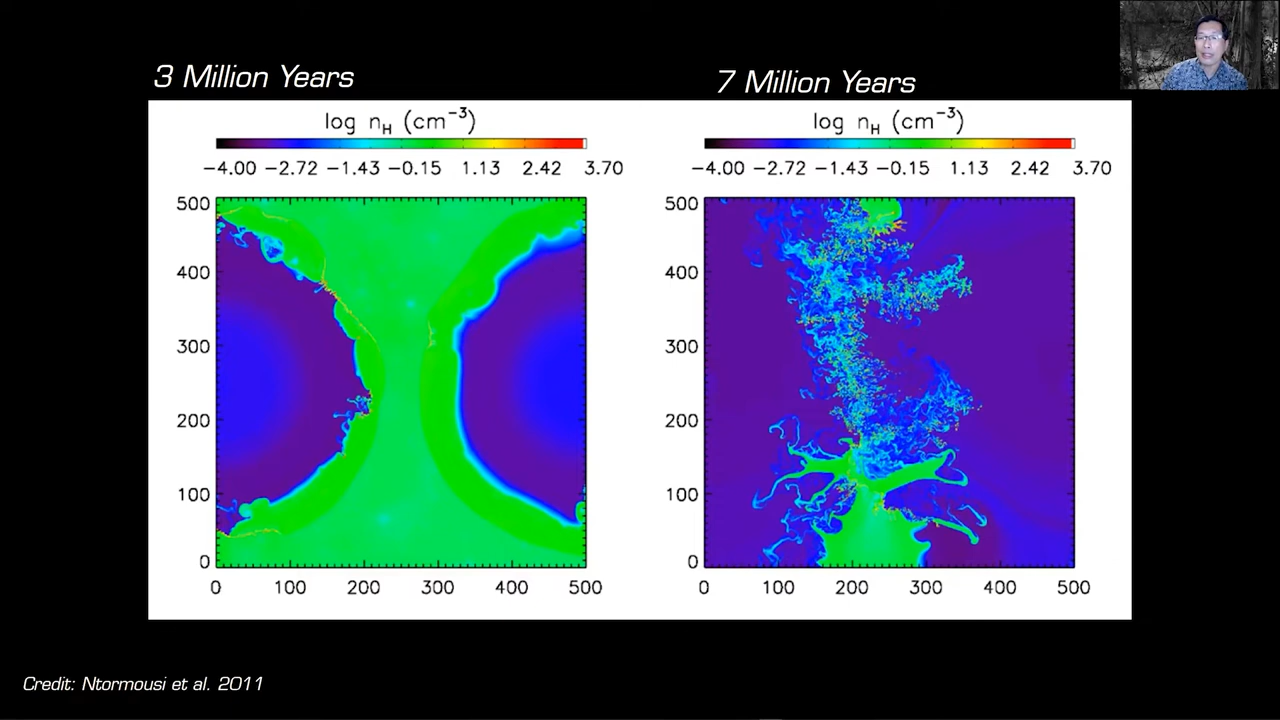 3 Million Years
7 Million Years
log n_H (cm^-3)
-4.00 -2.72 -1.43 -0.15 1.13 2.42 3.70
500
400
300
200
100
0
0 100 200 300 400 500
log n_H (cm^-3)
-4.00 -2.72 -1.43 -0.15 1.13 2.42 3.70
500
400
300
200
100
0
0 100 200 300 400 500
Credit: Ntormousi et al. 2011